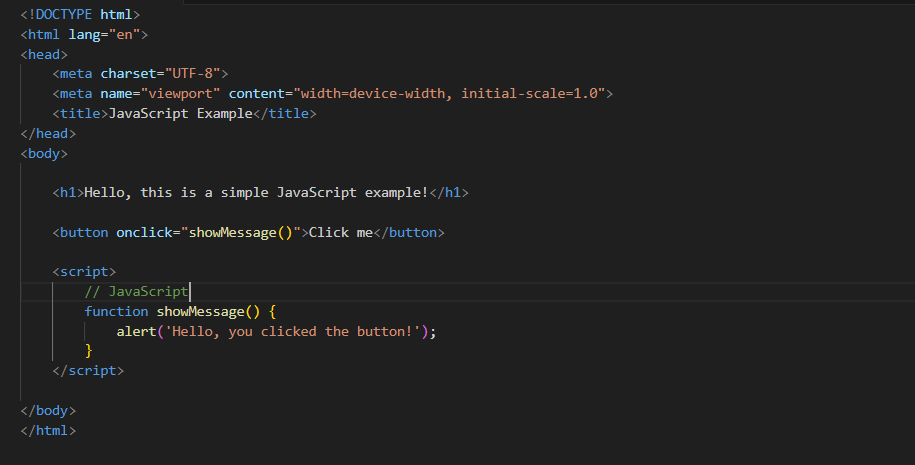 <!DOCTYPE html>
<html lang="en">
<head>
    <meta charset="UTF-8">
    <meta name="viewport" content="width=device-width, initial-scale=1.0">
    <title>JavaScript Example</title>
</head>
<body>

    <h1>Hello, this is a simple JavaScript example!</h1>

    <button onclick="showMessage()">Click me</button>

    <script>
        // JavaScript
        function showMessage() {
            alert('Hello, you clicked the button!');
        }
    </script>

</body>
</html>